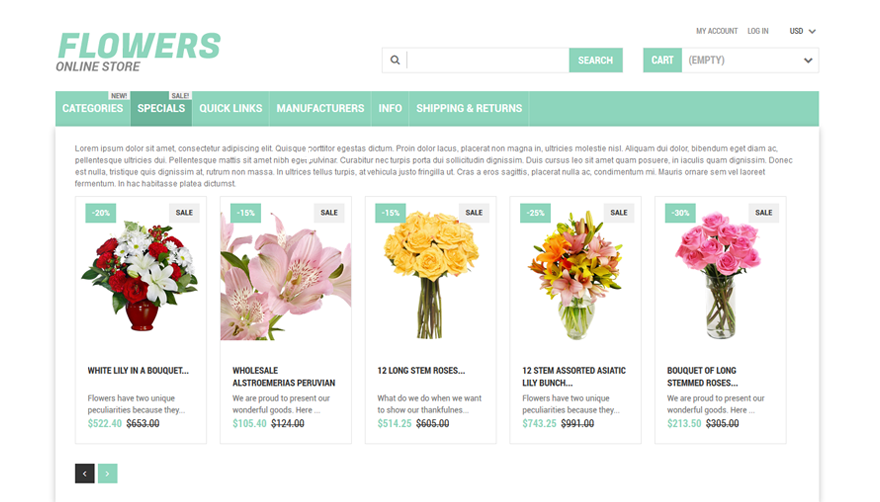 FLOWERS
ONLINE STORE
MY ACCOUNT LOG IN USD
SEARCH
CART (EMPTY)
NEW! SALE!
CATEGORIES SPECIALS QUICK LINKS MANUFACTURERS INFO SHIPPING & RETURNS
Lorem ipsum dolor sit amet, consectetur adipiscing elit. Quisque porttitor egestas dictum. Proin dolor lacus, placerat non magna in, ultricies molestie nisl. Aliquam dui dolor, bibendum eget diam ac,
pellentesque ultricies dui. Pellentesque mattis sit amet nibh eget pulvinar. Curabitur nec turpis porta dui sollicitudin dignissim. Duis cursus leo sit amet quam posuere, in iaculis quam dignissim. Donec
est nulla, tristique quis dignissim at, rutrum non massa. In ultrices tellus turpis, at vehicula justo fringilla ut. Cras a eros sagittis, placerat nulla ac, condimentum mi. Mauris ornare sem vel laoreet
fermentum. In hac habitasse platea dictumst.
-20% SALE
WHITE LILY IN A BOUQUET...
Flowers have two unique
peculiarities because they...
$522.40 $653.00
-15% SALE
WHOLESALE
ALSTROEMERIAS PERUVIAN
We are proud to present our
wonderful goods. Here ...
$105.40 $124.00
-15% SALE
12 LONG STEM ROSES...
What do we do when we want
to show our thankfulnes...
$514.25 $605.00
-25% SALE
12 STEM ASSORTED ASIATIC
LILY BUNCH...
Flowers have two unique
peculiarities because they...
$743.25 $991.00
-30% SALE
BOUQUET OF LONG
STEMMED ROSES...
We are proud to present our
wonderful goods. Here ...
$213.50 $305.00